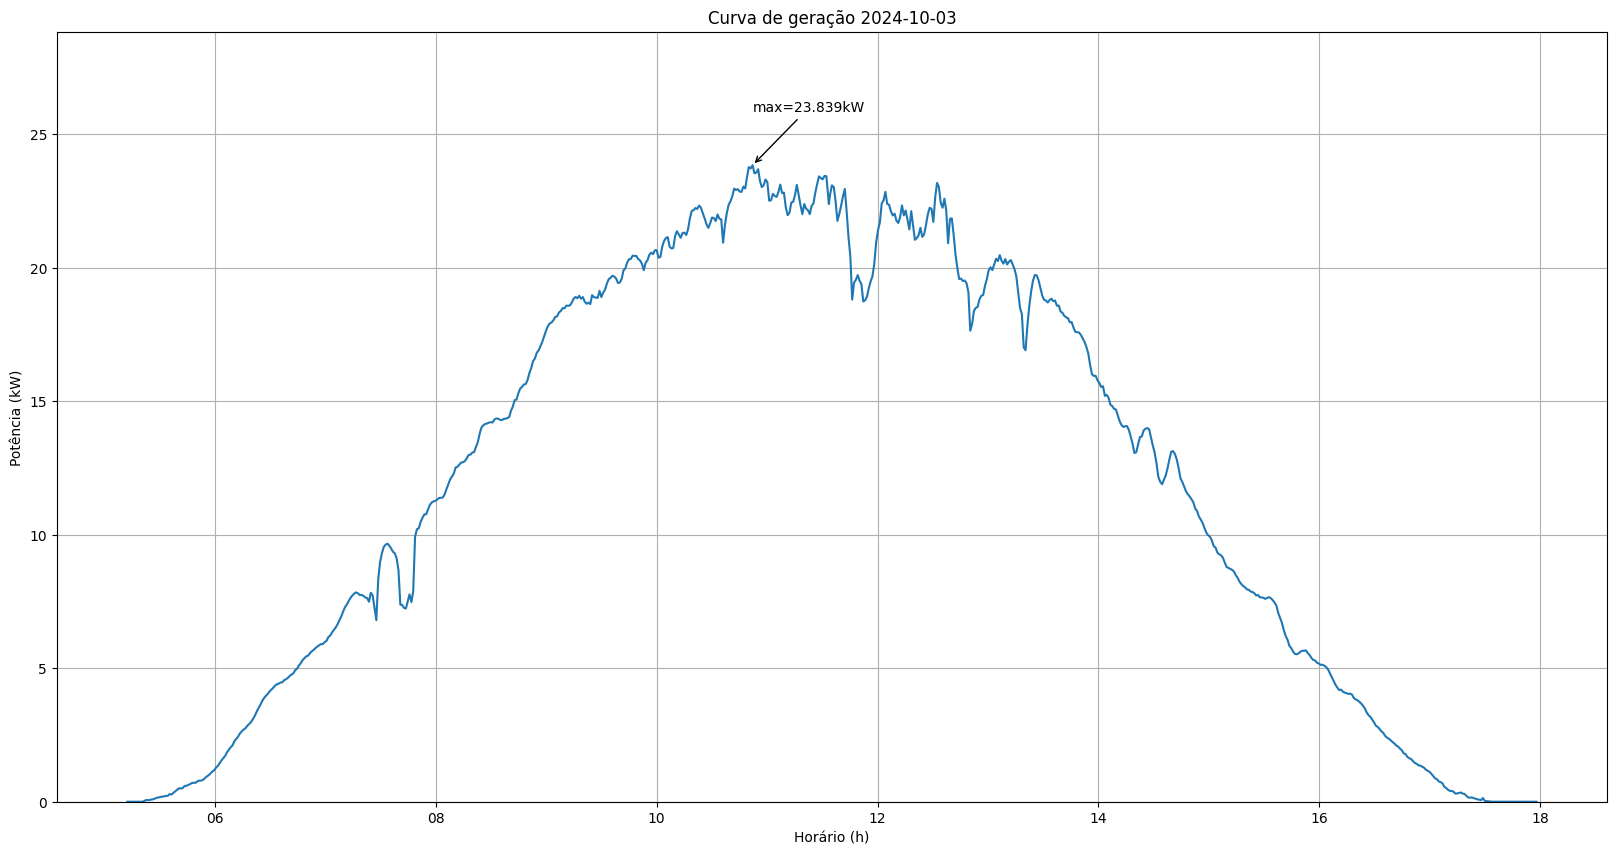 Curva de geração 2024-10-03
max=23.839kW
Potência (kW)
25
20
15
10
5
0
06 08 10 12 14 16 18
Horário (h)